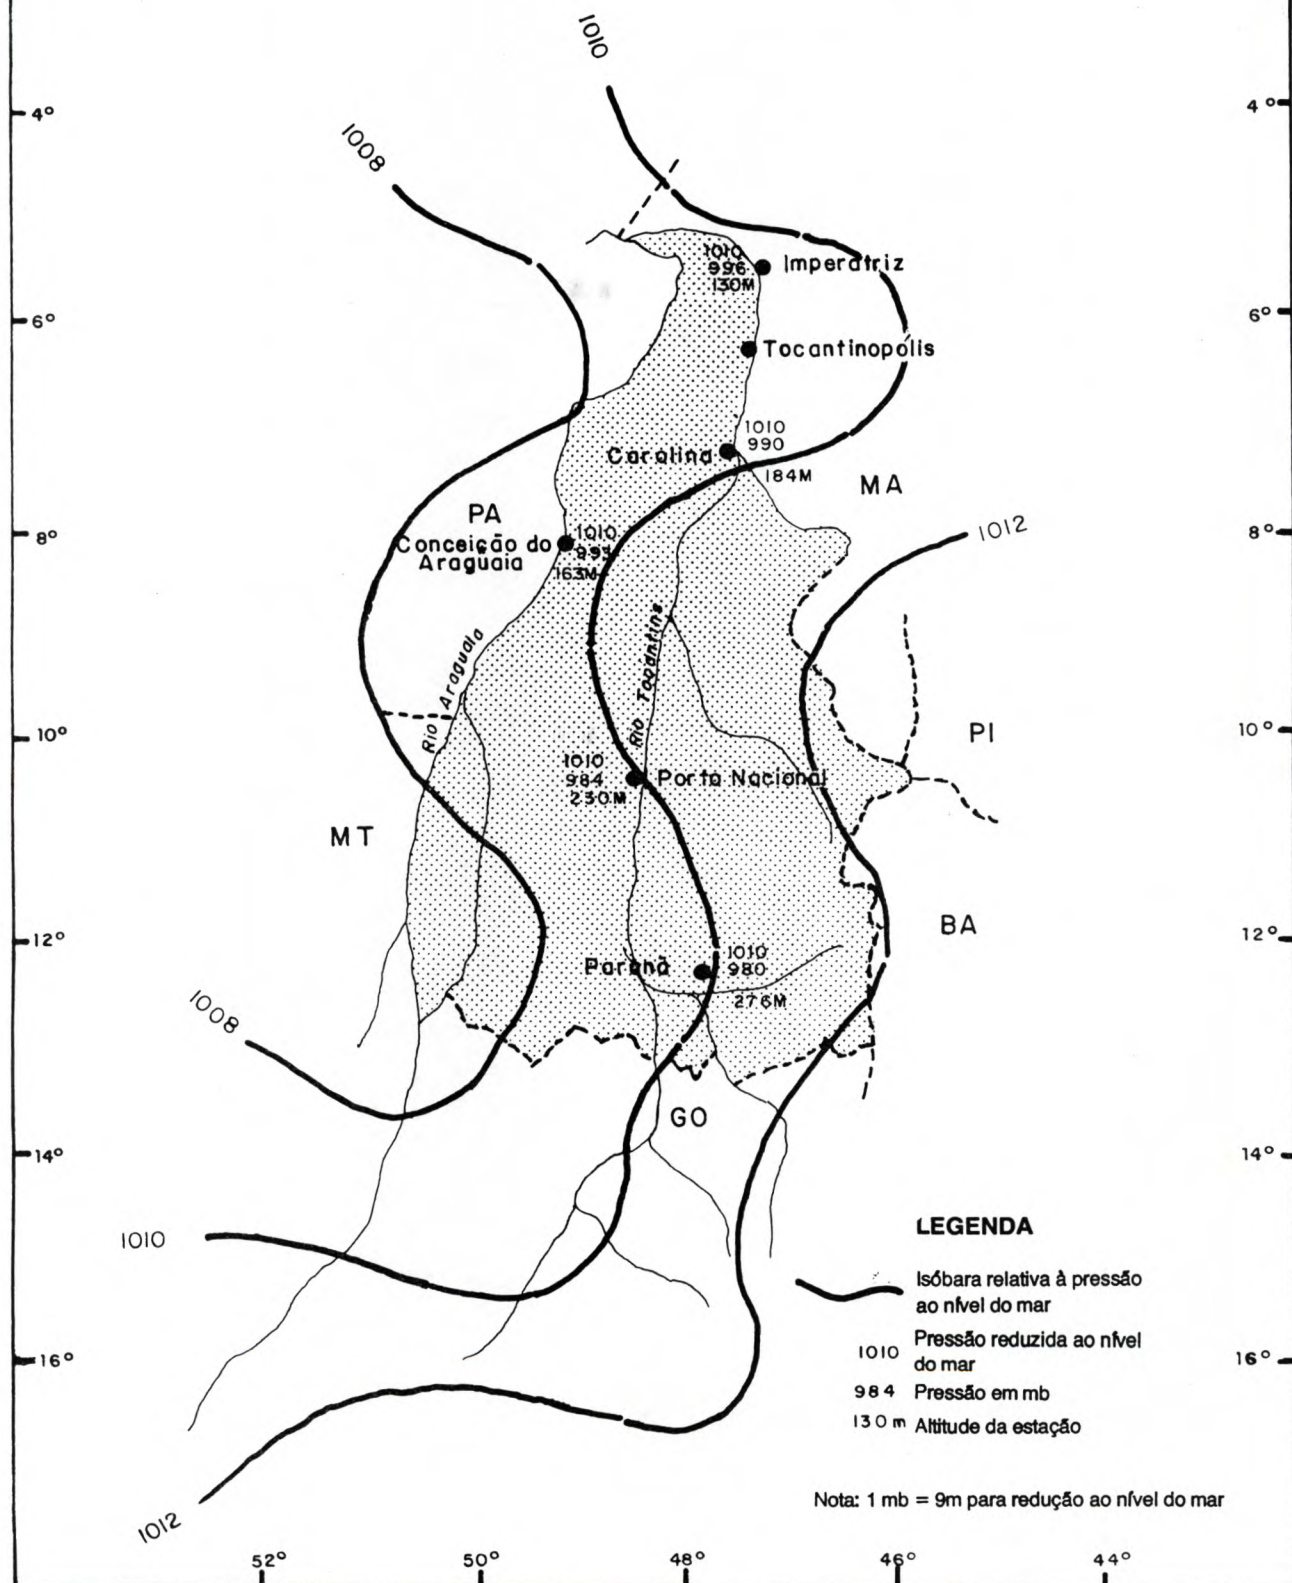 1010
4°
4°
1008
1010
996
130M
Imperatriz
6°
6°
Tocantinopolis
1010
990
Carolina
184M
MA
PA
1012
8°
8°
Conceição do
Araguaia
1010
993
163M
Rio Araguaia
Rio Tocantins
10°
10°
PI
1010
984
230M
Porto Nacional
MT
BA
12°
12°
Paranã
1010
980
276M
1008
GO
14°
14°
1010
LEGENDA
Isóbara relativa à pressão
ao nível do mar
1010 Pressão reduzida ao nível
do mar
984 Pressão em mb
130m Altitude da estação
16°
16°
Nota: 1 mb = 9m para redução ao nível do mar
1012
52°
50°
48°
46°
44°